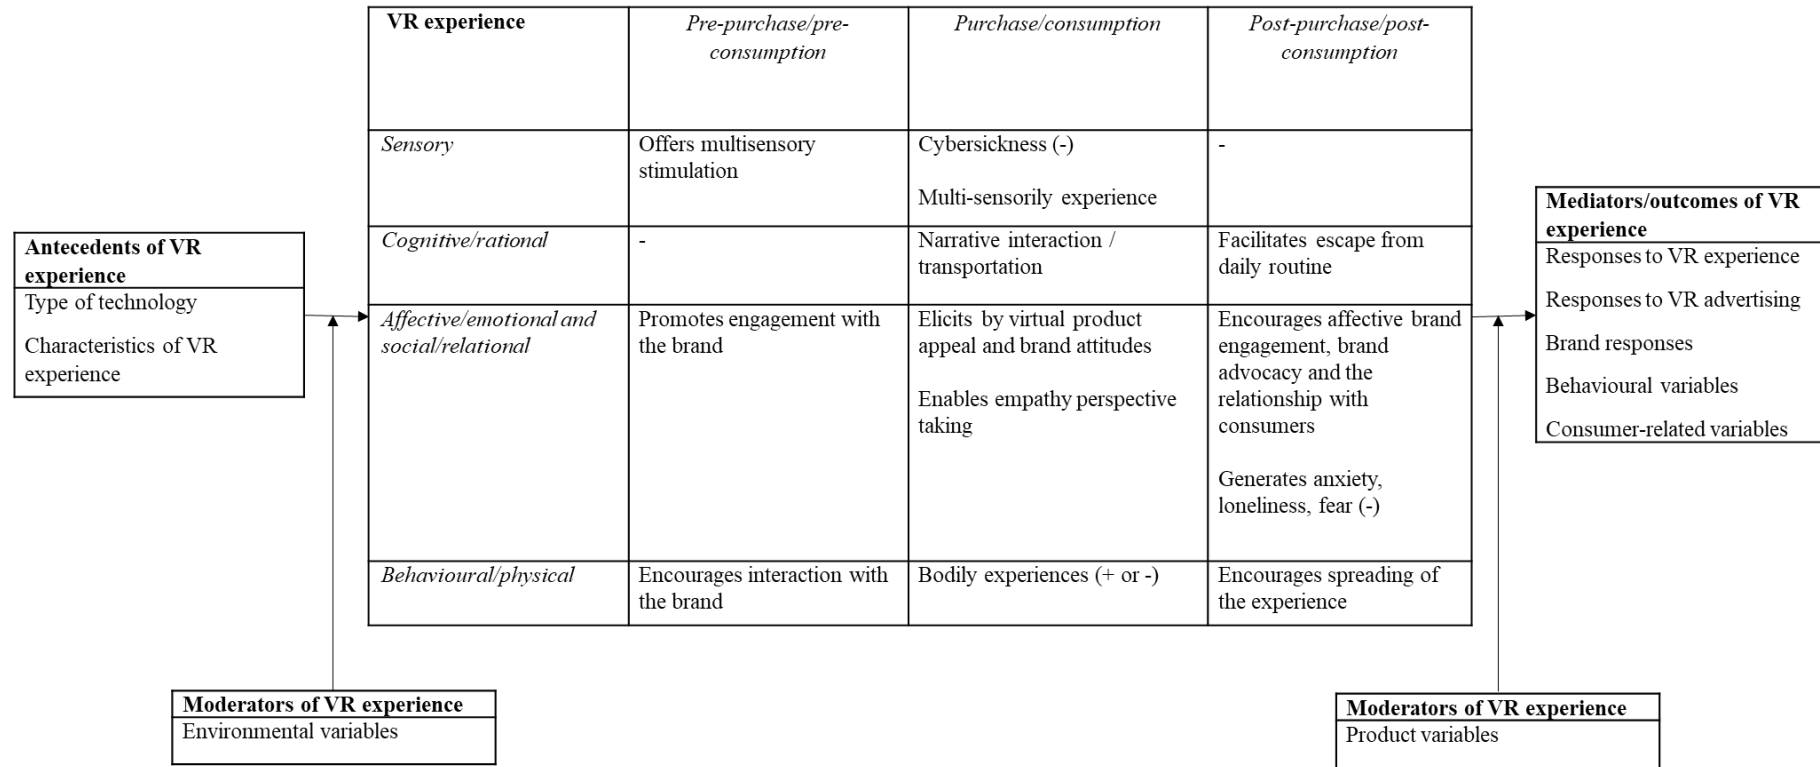 VR experience
Pre-purchase/pre-
consumption
Purchase/consumption
Post-purchase/post-
consumption
Sensory
Offers multisensory
stimulation
Cybersickness (-)
Multi-sensorily experience
-
Cognitive/rational
-
Narrative interaction /
transportation
Facilitates escape from
daily routine
Affective/emotional and
social/relational
Promotes engagement with
the brand
Elicits by virtual product
appeal and brand attitudes
Enables empathy perspective
taking
Encourages affective brand
engagement, brand
advocacy and the
relationship with
consumers
Generates anxiety,
loneliness, fear (-)
Behavioural/physical
Encourages interaction with
the brand
Bodily experiences (+ or -)
Encourages spreading of
the experience
Antecedents of VR
experience
Type of technology
Characteristics of VR
experience
Mediators/outcomes of VR
experience
Responses to VR experience
Responses to VR advertising
Brand responses
Behavioural variables
Consumer-related variables
Moderators of VR experience
Environmental variables
Moderators of VR experience
Product variables